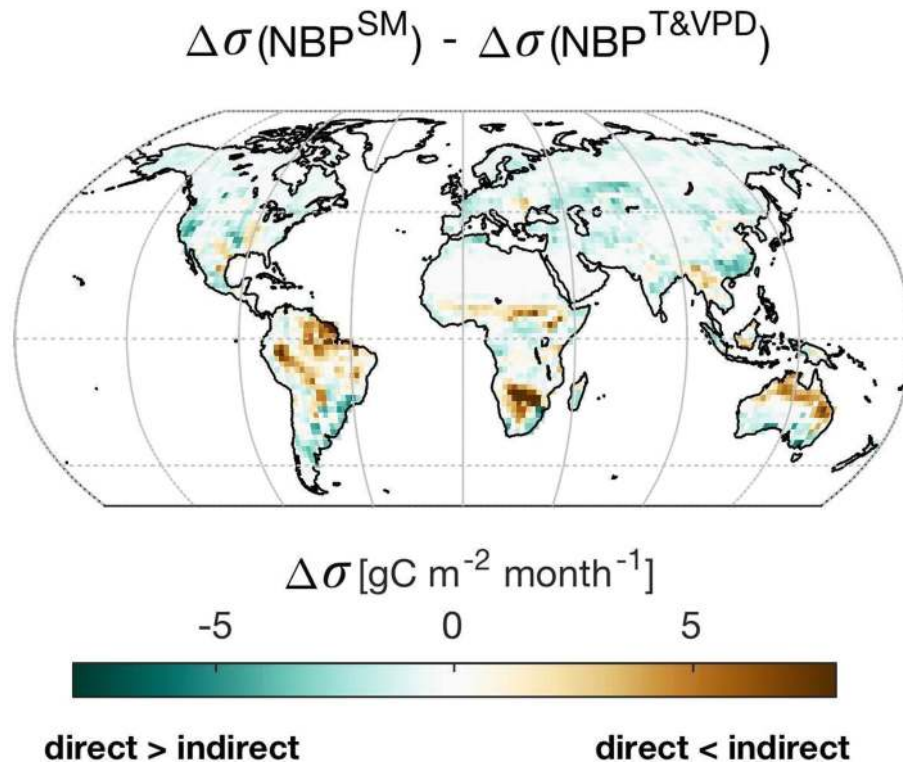 Δσ(NBP^SM) - Δσ(NBP^T&VPD)
Δσ [gC m⁻² month⁻¹]
-5 0 5
direct > indirect direct < indirect